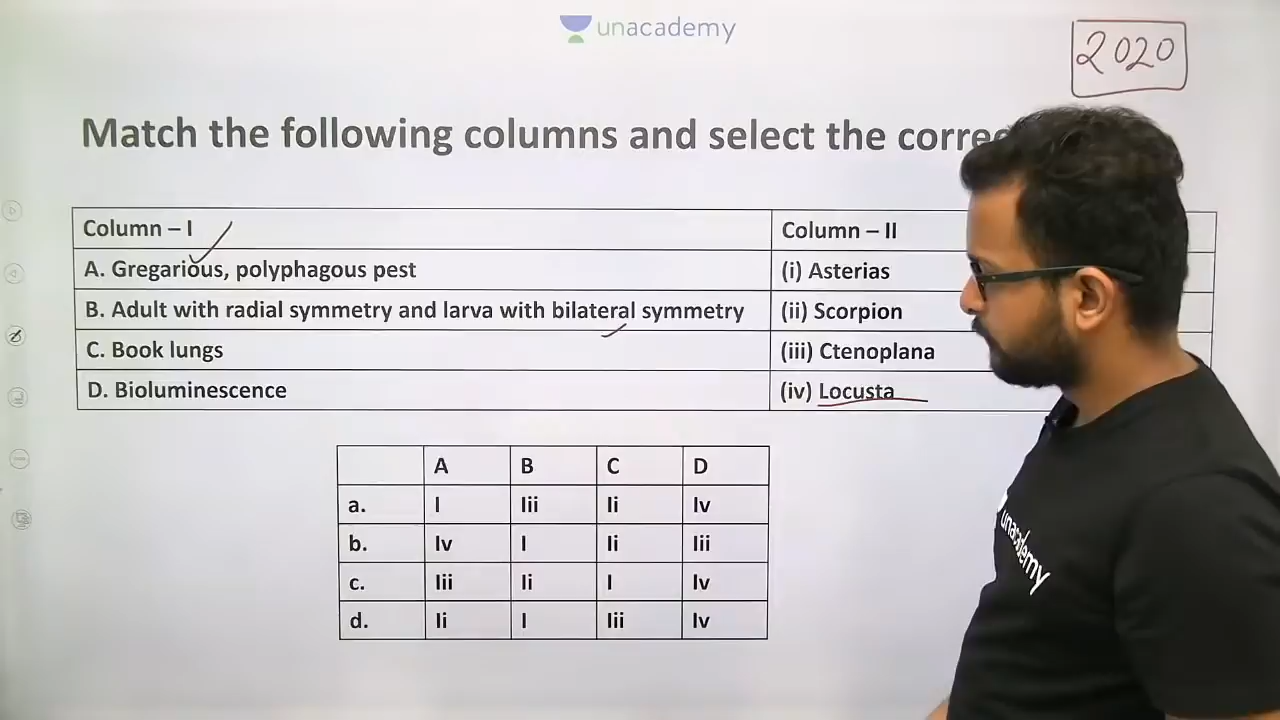 unacademy
2020
Match the following columns and select the
Column – I Column – II
A. Gregarious, polyphagous pest (i) Asterias
B. Adult with radial symmetry and larva with bilateral symmetry (ii) Scorpion
C. Book lungs (iii) Ctenoplana
D. Bioluminescence (iv) Locusta
A B C D
a. I Iii Ii Iv
b. Iv I Ii Iii
c. Iii Ii I Iv
d. Ii I Iii Iv
unacademy